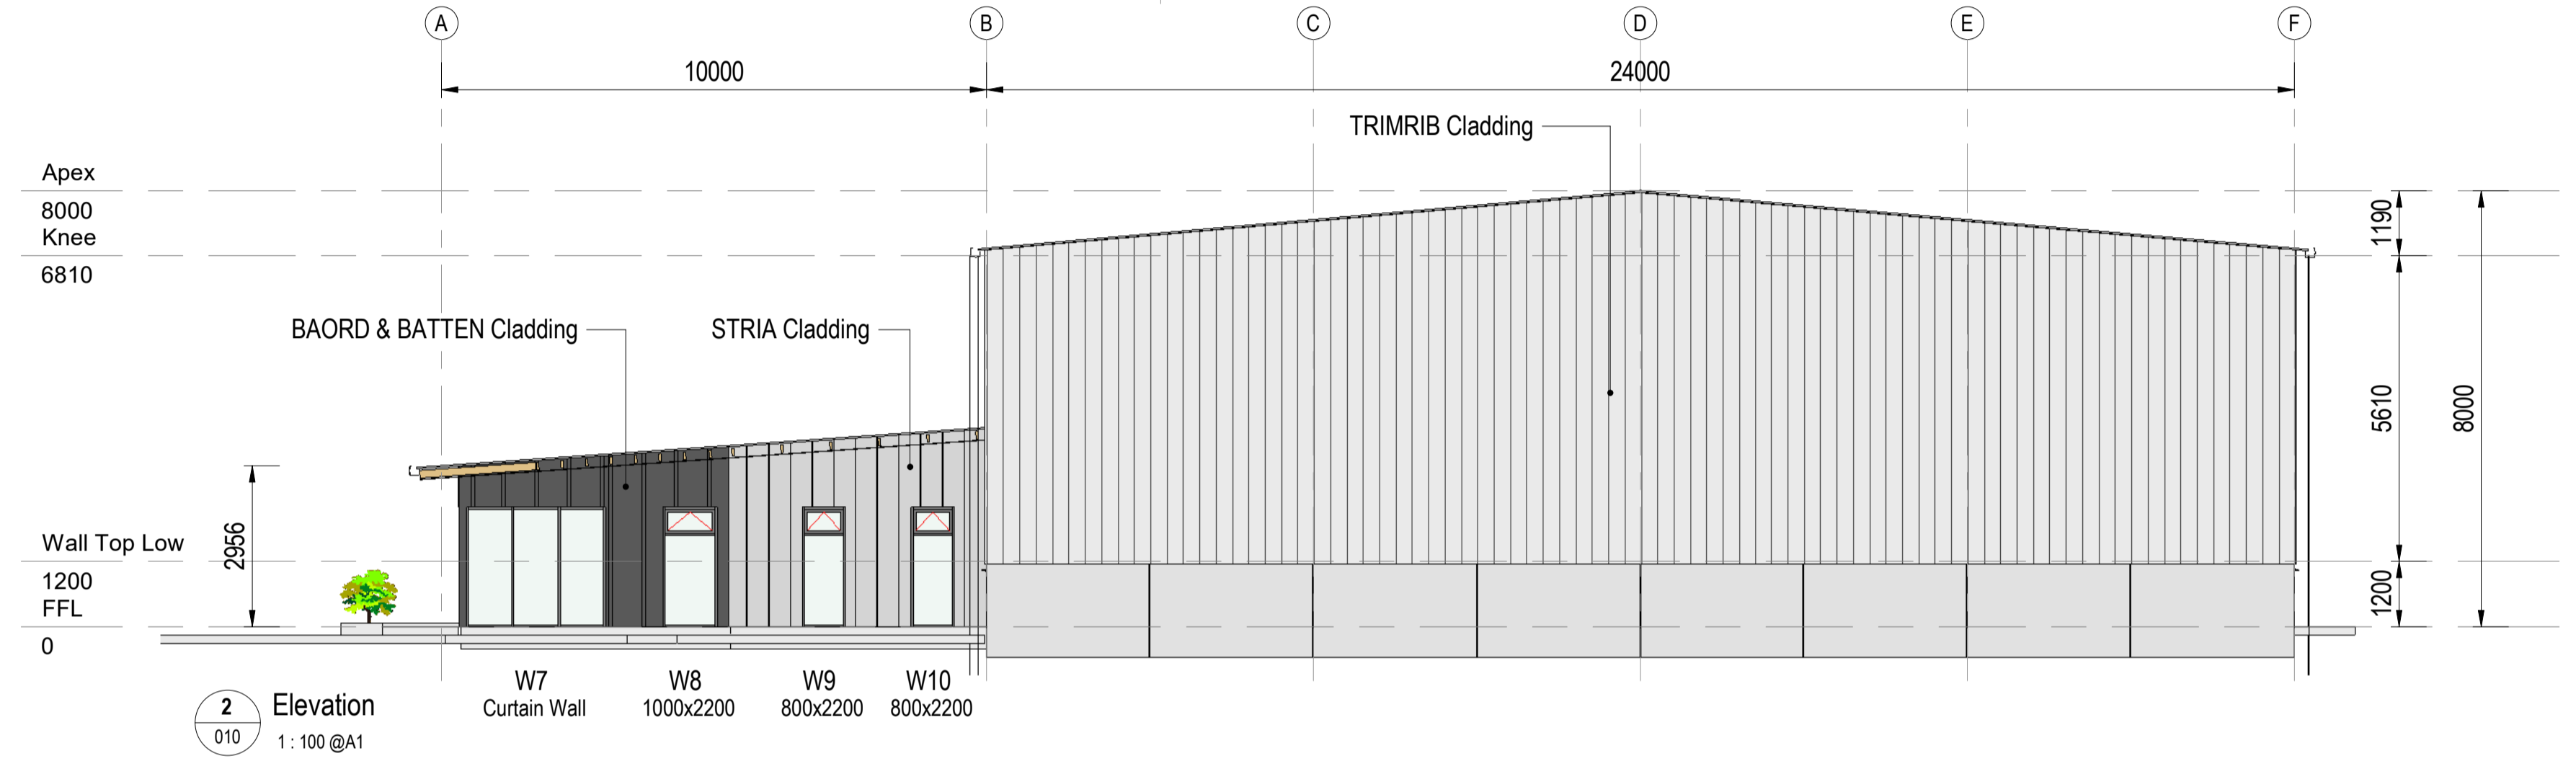 A
B
C
D
E
F
10000
24000
TRIMRIB Cladding
Apex
8000
Knee
6810
1190
BAORD & BATTEN Cladding
STRIA Cladding
5610
8000
2956
Wall Top Low
1200
FFL
0
1200
W7
Curtain Wall
W8
1000x2200
W9
800x2200
W10
800x2200
2
010
Elevation
1 : 100 @A1